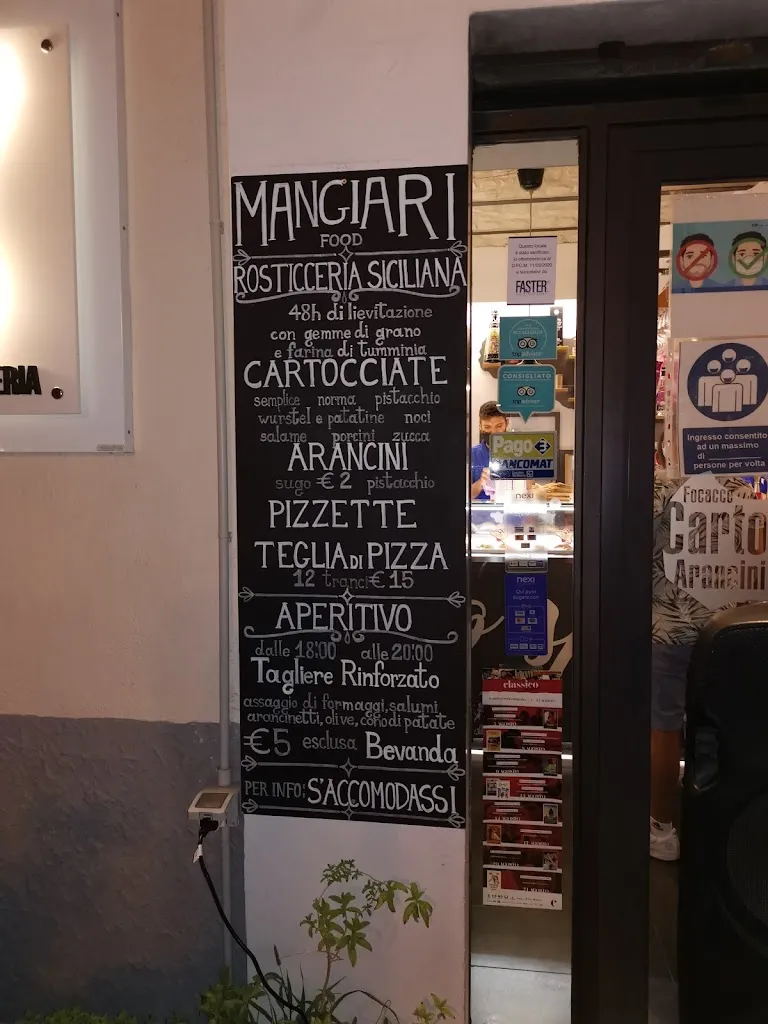 MANGIARI
FOOD
ROSTICCERIA SICILIANA
48h di lievitazione
con gemme di grano
e farina di tumminia
CARTOCCIATE
semplice norma pistacchio
wurstel e patatine noci
salame porcini zucca
ARANCINI
sugo € 2 pistacchio
PIZZETTE
TEGLIA DI PIZZA
12 tranci € 15
APERITIVO
dalle 18:00 alle 20:00
Tagliere Rinforzato
assaggio di formaggi, salumi
arancinetti, olive, cono di patate
€5 esclusa Bevanda
PER INFO: S'ACCOMODASSI
ERIA
FASTER
CONSIGLIATO
Pago
BANCOMAT
nexi
nexi
classico
Ingresso consentito
ad un massimo
di
persone per volta
Focacce
Carto
Arancini